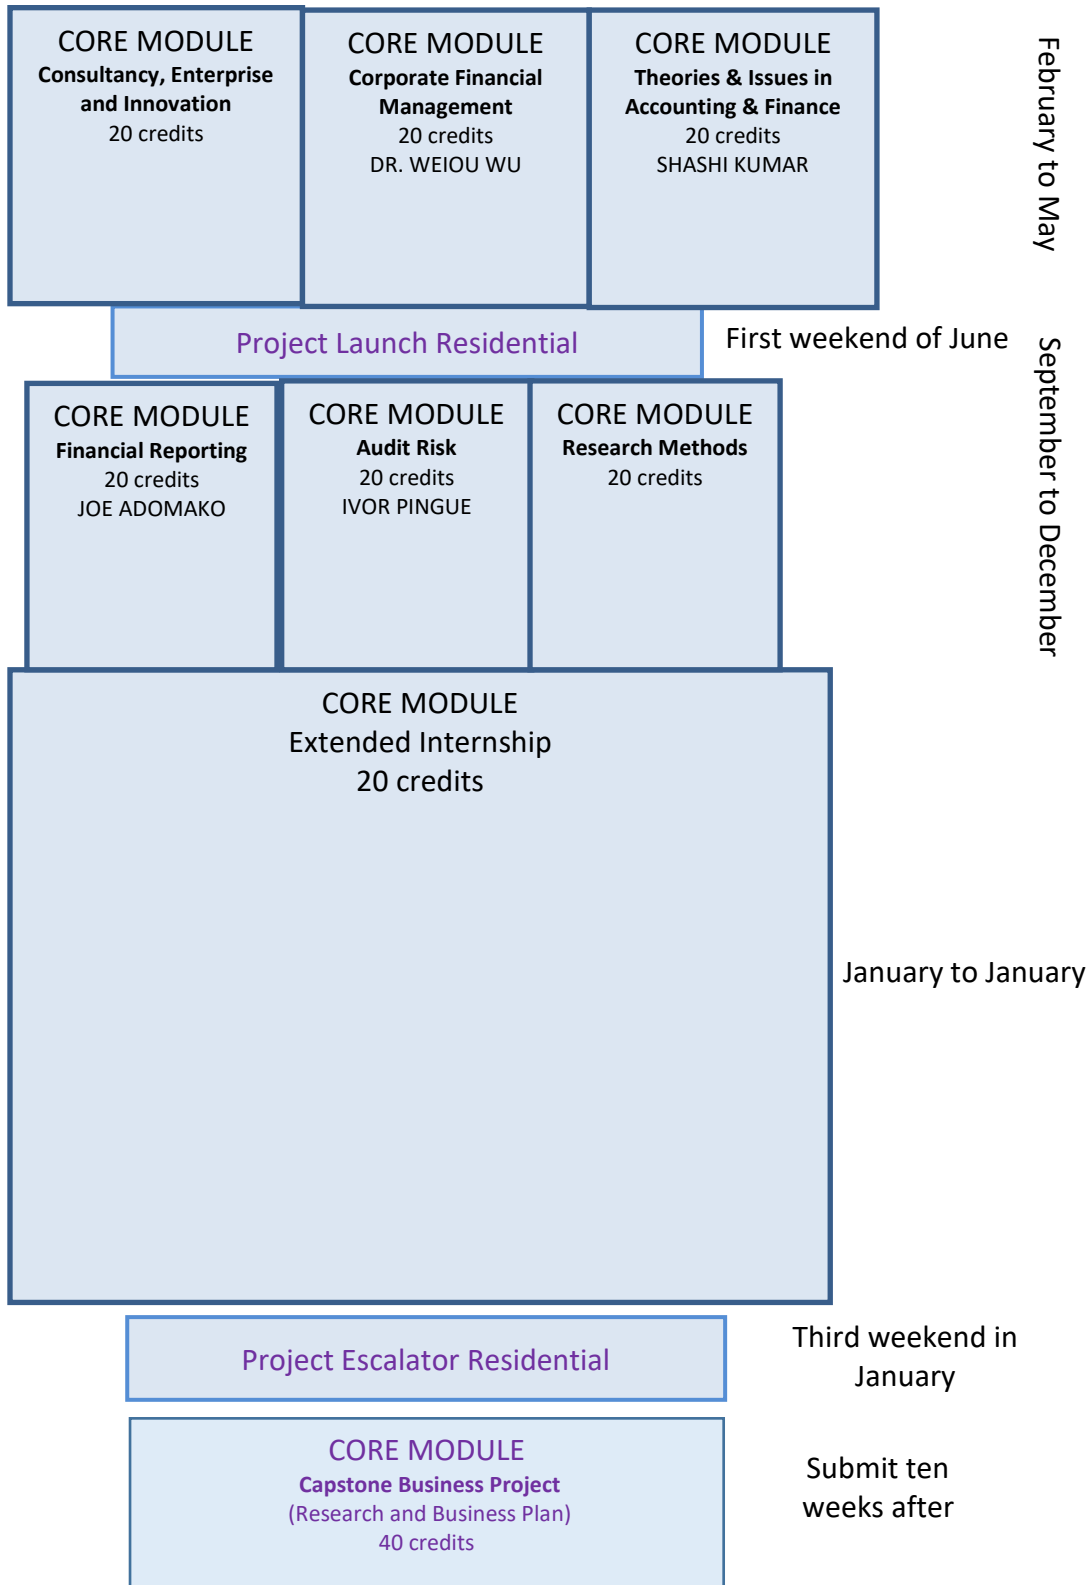 CORE MODULE
Consultancy, Enterprise
and Innovation
20 credits
CORE MODULE
Corporate Financial
Management
20 credits
DR. WEIOU WU
CORE MODULE
Theories & Issues in
Accounting & Finance
20 credits
SHASHI KUMAR
February to May
Project Launch Residential
First weekend of June
CORE MODULE
Financial Reporting
20 credits
JOE ADOMAKO
CORE MODULE
Audit Risk
20 credits
IVOR PINGUE
CORE MODULE
Research Methods
20 credits
September to December
CORE MODULE
Extended Internship
20 credits
January to January
Project Escalator Residential
Third weekend in
January
CORE MODULE
Capstone Business Project
(Research and Business Plan)
40 credits
Submit ten
weeks after